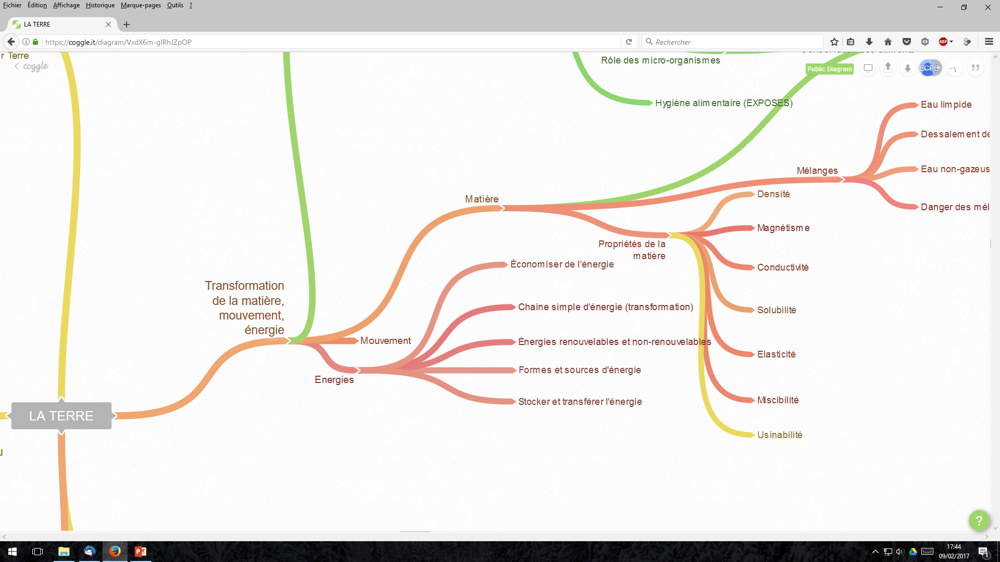 Fichier Édition Affichage Historique Marque-pages Outils ?
LA TERRE
https://coggle.it/diagram/VxdX6m-gIRhJZpOP
Rechercher
ABP
r Terre
coggle
Rôle des micro-organismes
Public Diagram
ECPC
Hygiène alimentaire (EXPOSES)
Eau limpide
Dessalement de
Mélanges
Eau non-gazeus
Danger des mél
Matière
Densité
Magnétisme
Propriétés de la
matière
Conductivité
Économiser de l'énergie
Transformation
de la matière,
mouvement,
énergie
Chaine simple d'énergie (transformation)
Solubilité
Mouvement
Énergies renouvelables et non-renouvelables
Elasticité
Energies
Formes et sources d'énergie
Stocker et transférer l'énergie
Miscibilité
LA TERRE
Usinabilité
u
?
17:44
09/02/2017
1